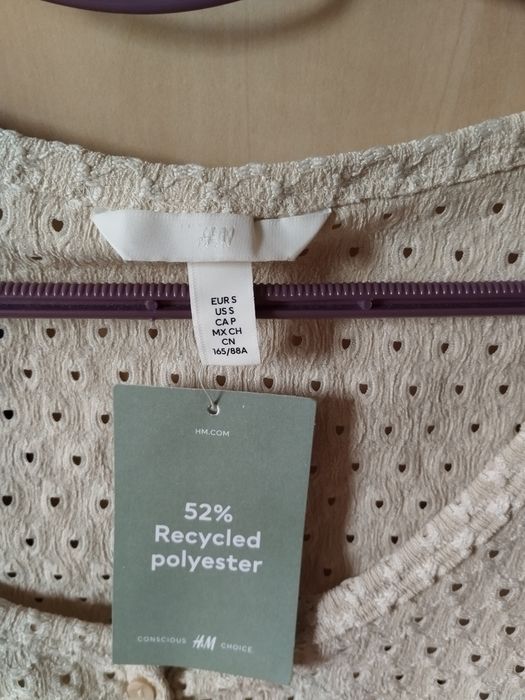 H&M
EUR S
US S
CA P
MX CH
CN
165/88A
HM.COM
52%
Recycled
polyester
CONSCIOUS H&M CHOICE